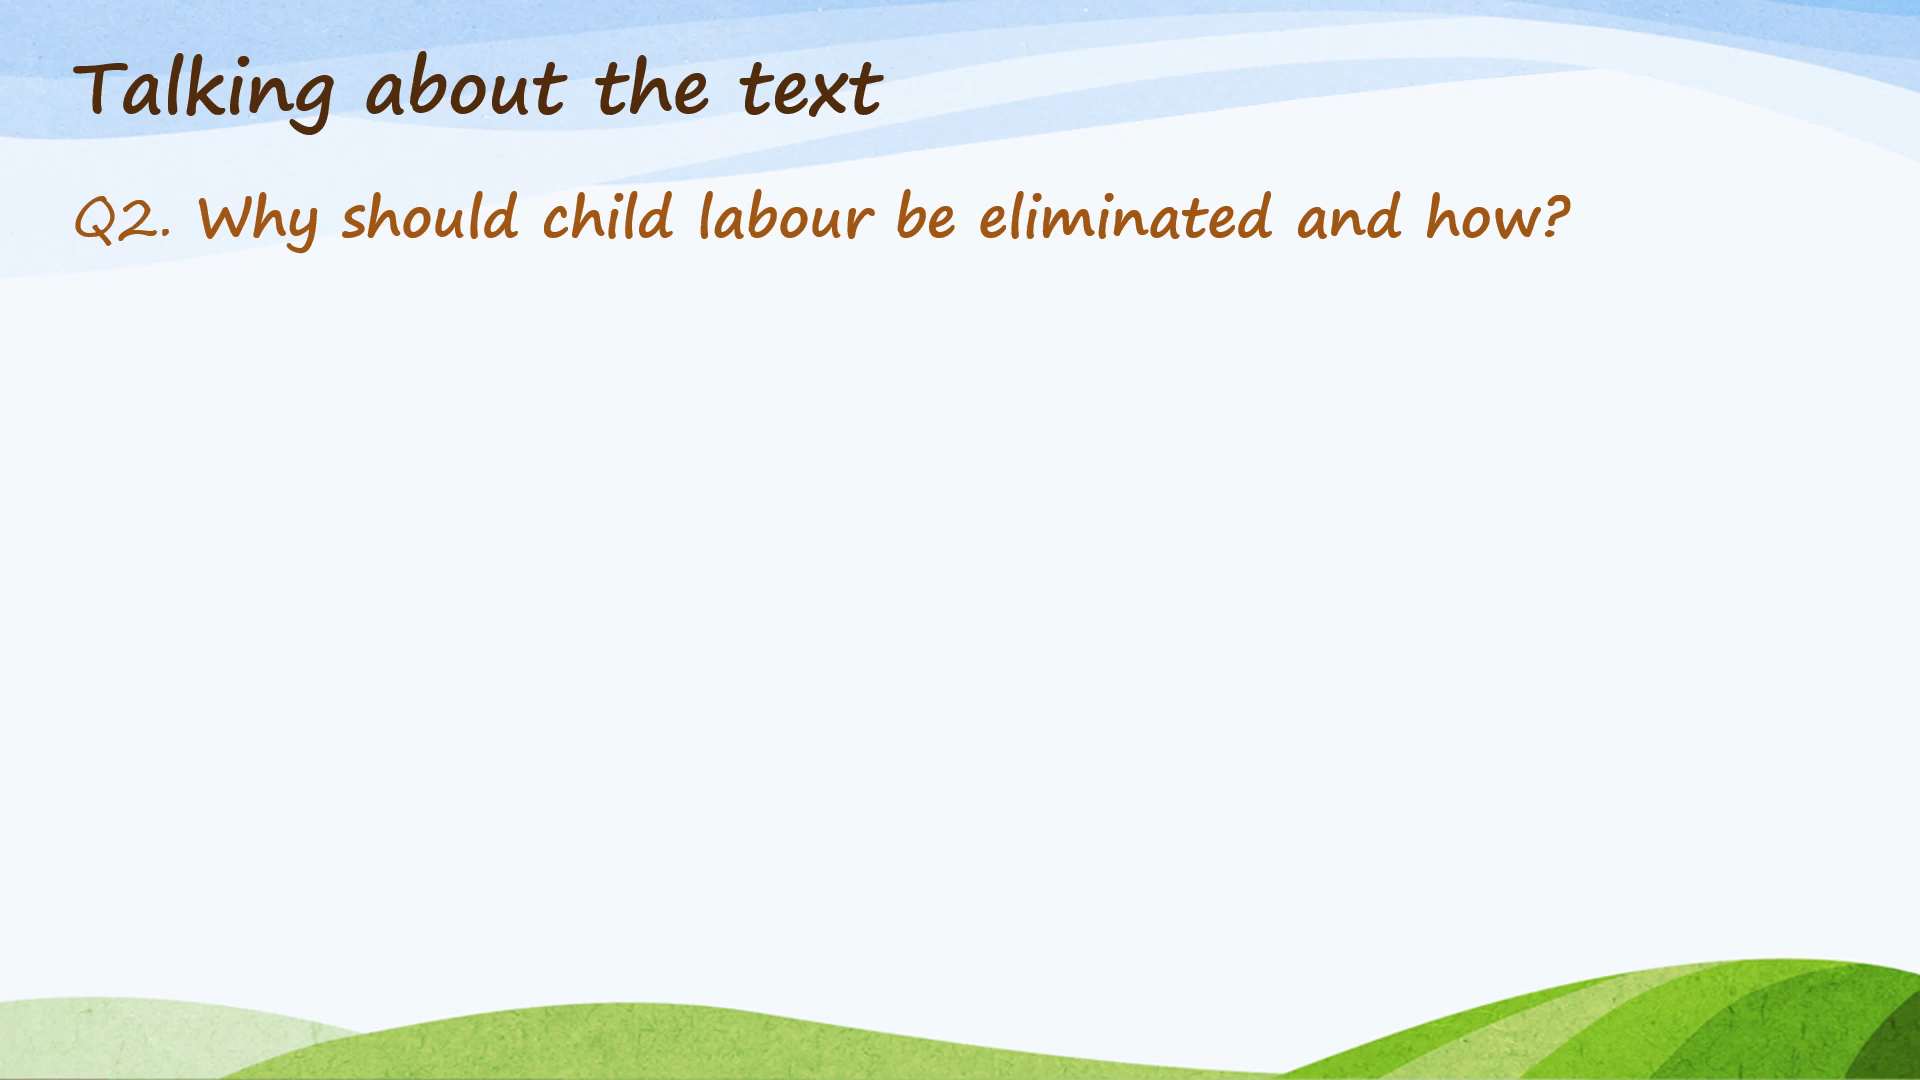 Talking about the text
Q2. Why should child labour be eliminated and how?